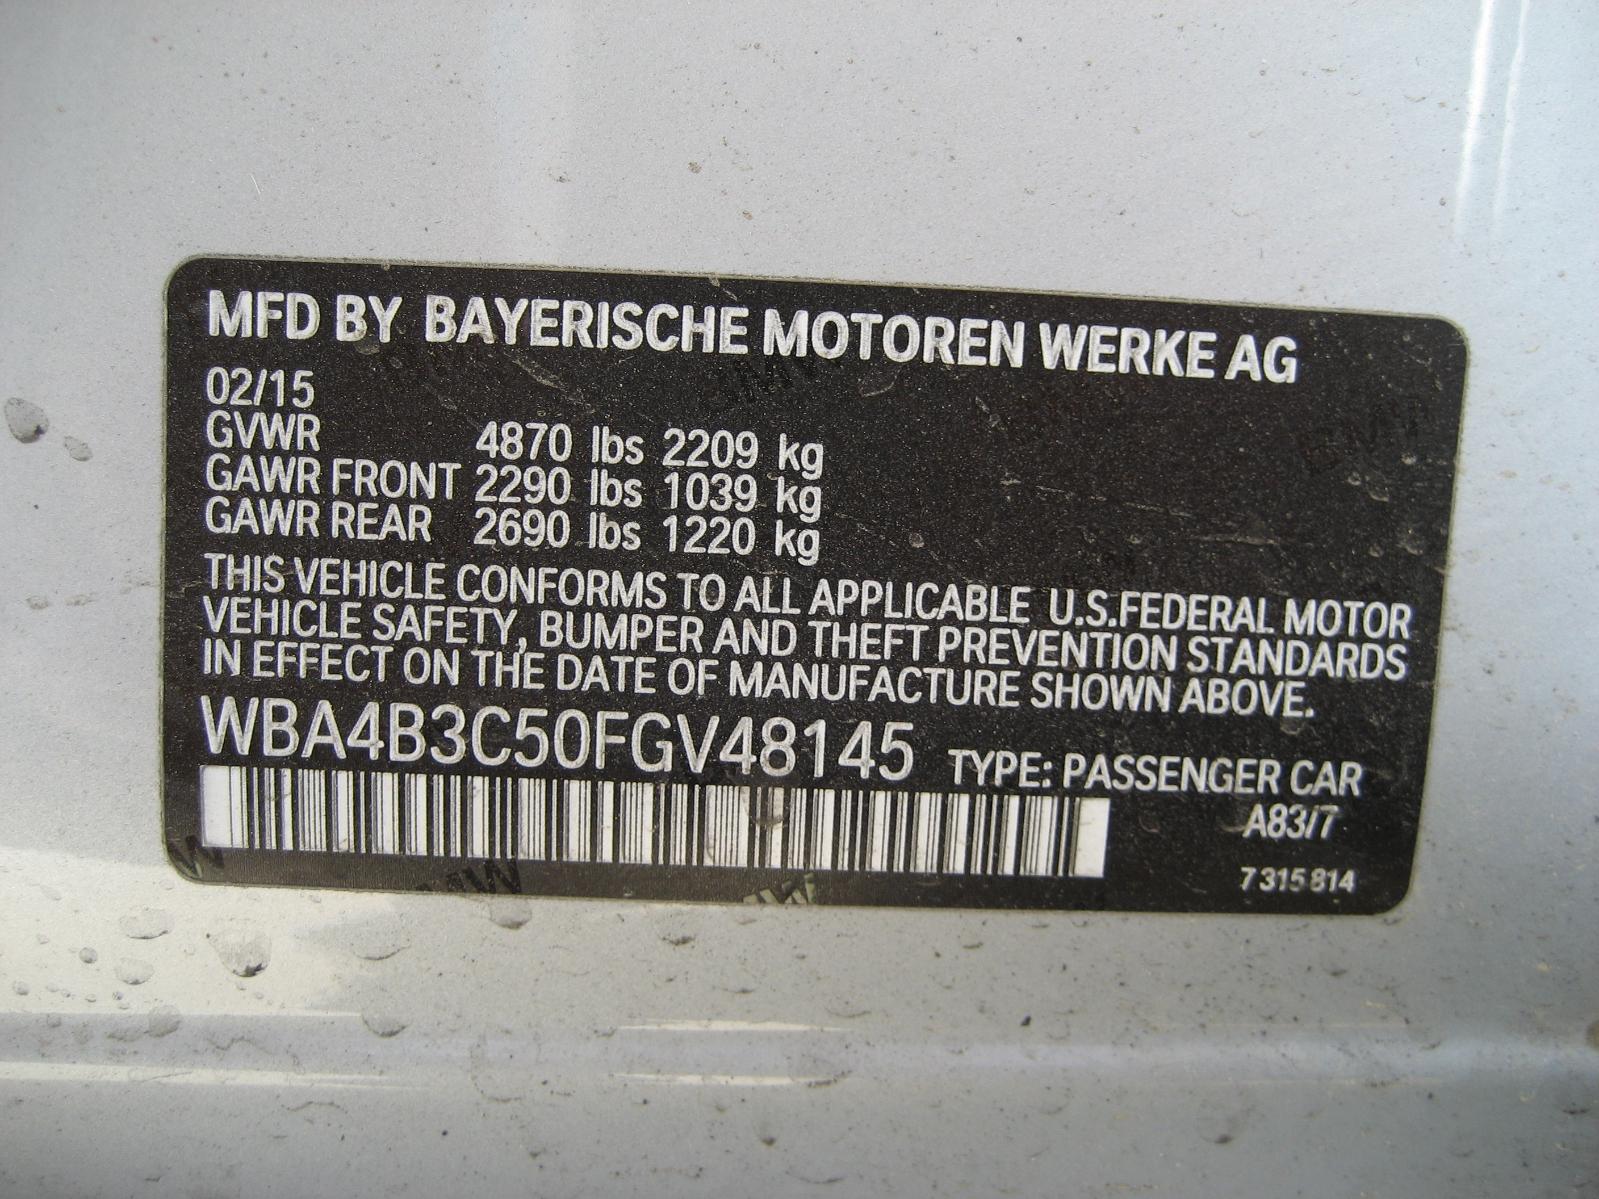 MFD BY BAYERISCHE MOTOREN WERKE AG
02/15
GVWR 4870 lbs 2209 kg
GAWR FRONT 2290 lbs 1039 kg
GAWR REAR 2690 lbs 1220 kg
THIS VEHICLE CONFORMS TO ALL APPLICABLE U.S.FEDERAL MOTOR
VEHICLE SAFETY, BUMPER AND THEFT PREVENTION STANDARDS
IN EFFECT ON THE DATE OF MANUFACTURE SHOWN ABOVE.
WBA4B3C50FGV48145 TYPE: PASSENGER CAR
A83/7
7 315 814